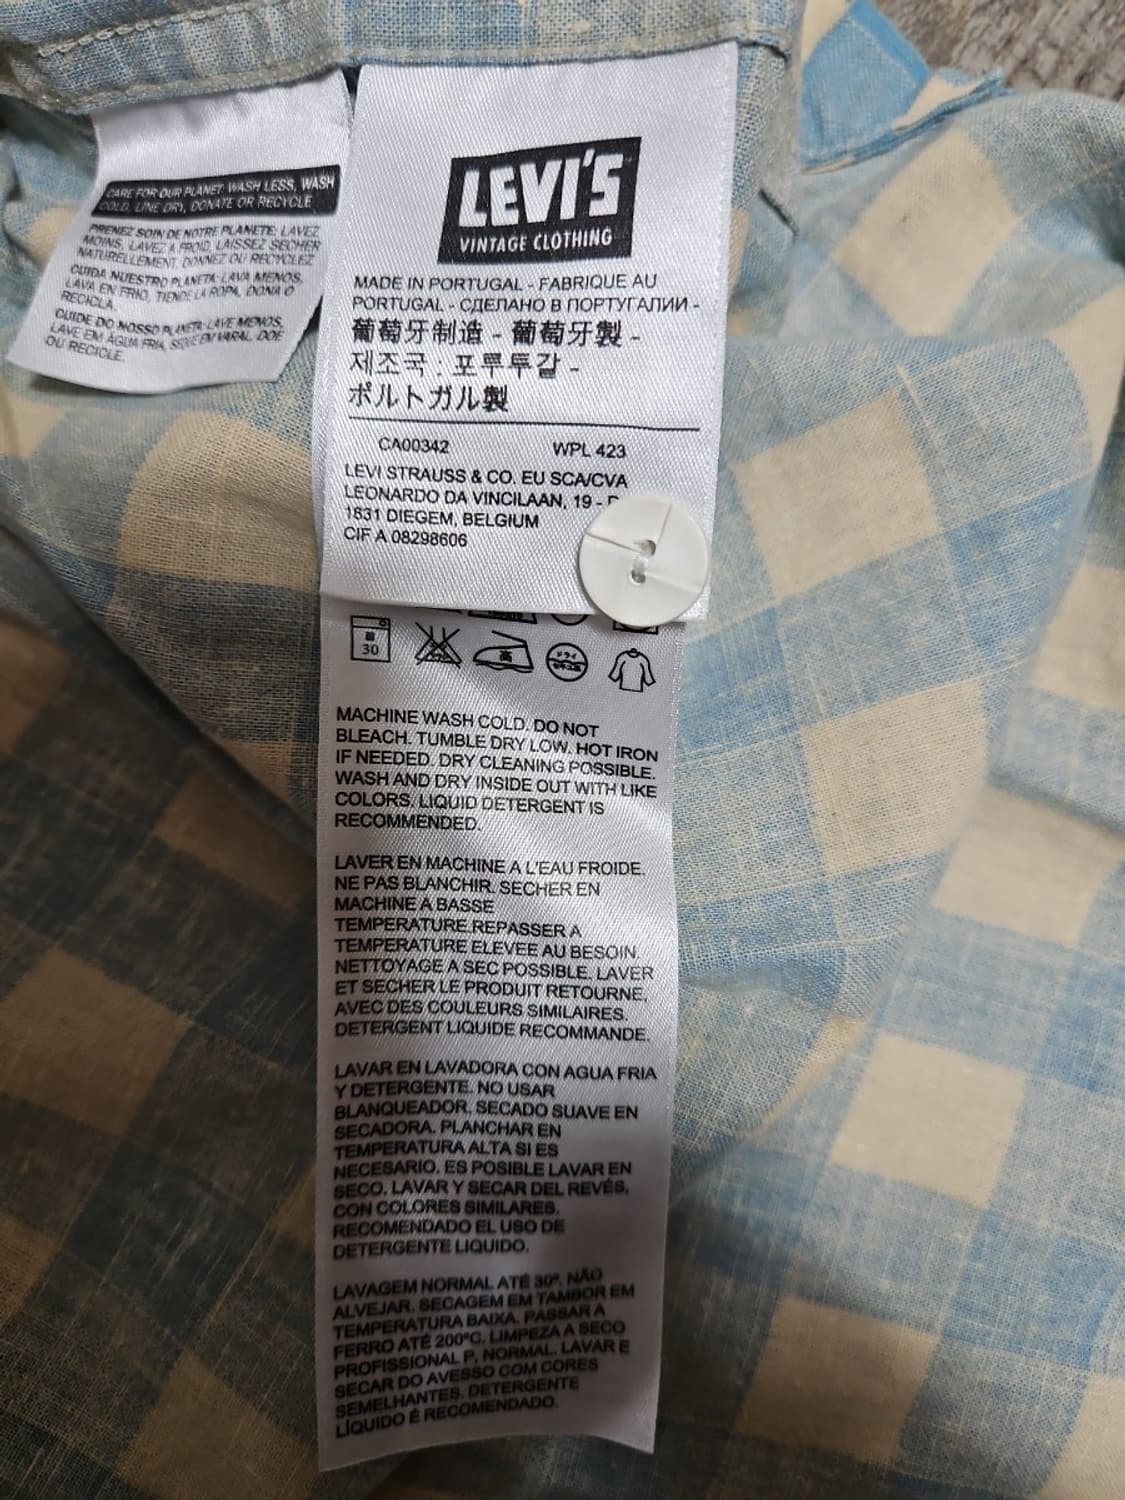 CARE FOR OUR PLANET: WASH LESS, WASH
COLD, LINE DRY, DONATE OR RECYCLE
PRENEZ SOIN DE NOTRE PLANETE: LAVEZ
MOINS, LAVEZ A FROID, LAISSEZ SECHER
NATURELLEMENT, DONNEZ OU RECYCLEZ
CUIDA NUESTRO PLANETA: LAVA MENOS,
LAVA EN FRIO, TIENDE LA ROPA, DONA O
RECICLA.
CUIDE DO NOSSO PLANETA: LAVE MENOS,
LAVE EM ÁGUA FRIA, SEQUE EM VARAL, DOE
OU RECICLE.
LEVI'S
VINTAGE CLOTHING
MADE IN PORTUGAL - FABRIQUE AU
PORTUGAL - СДЕЛАНО В ПОРТУГАЛИИ -
葡萄牙制造 - 葡萄牙製 -
제조국 : 포루투갈 -
ポルトガル製
CA00342 WPL 423
LEVI STRAUSS & CO. EU SCA/CVA
LEONARDO DA VINCILAAN, 19 -
1831 DIEGEM, BELGIUM
CIF A 08298606
30 高 ドライ
MACHINE WASH COLD. DO NOT
BLEACH. TUMBLE DRY LOW. HOT IRON
IF NEEDED. DRY CLEANING POSSIBLE.
WASH AND DRY INSIDE OUT WITH LIKE
COLORS. LIQUID DETERGENT IS
RECOMMENDED.
LAVER EN MACHINE A L'EAU FROIDE.
NE PAS BLANCHIR. SECHER EN
MACHINE A BASSE
TEMPERATURE.REPASSER A
TEMPERATURE ELEVEE AU BESOIN.
NETTOYAGE A SEC POSSIBLE. LAVER
ET SECHER LE PRODUIT RETOURNE,
AVEC DES COULEURS SIMILAIRES.
DETERGENT LIQUIDE RECOMMANDE.
LAVAR EN LAVADORA CON AGUA FRIA
Y DETERGENTE. NO USAR
BLANQUEADOR. SECADO SUAVE EN
SECADORA. PLANCHAR EN
TEMPERATURA ALTA SI ES
NECESARIO. ES POSIBLE LAVAR EN
SECO. LAVAR Y SECAR DEL REVÉS,
CON COLORES SIMILARES.
RECOMENDADO EL USO DE
DETERGENTE LIQUIDO.
LAVAGEM NORMAL ATÉ 30º. NÃO
ALVEJAR. SECAGEM EM TAMBOR EM
TEMPERATURA BAIXA. PASSAR A
FERRO ATÉ 200ºC. LIMPEZA A SECO
PROFISSIONAL P, NORMAL. LAVAR E
SECAR DO AVESSO COM CORES
SEMELHANTES. DETERGENTE
LÍQUIDO É RECOMENDADO.